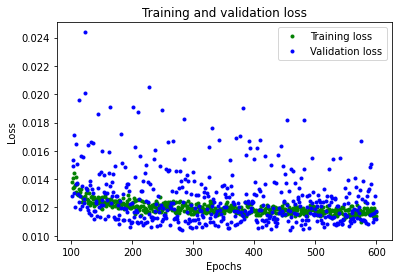 Training and validation loss
Training loss
Validation loss
Loss
0.024
0.022
0.020
0.018
0.016
0.014
0.012
0.010
100 200 300 400 500 600
Epochs